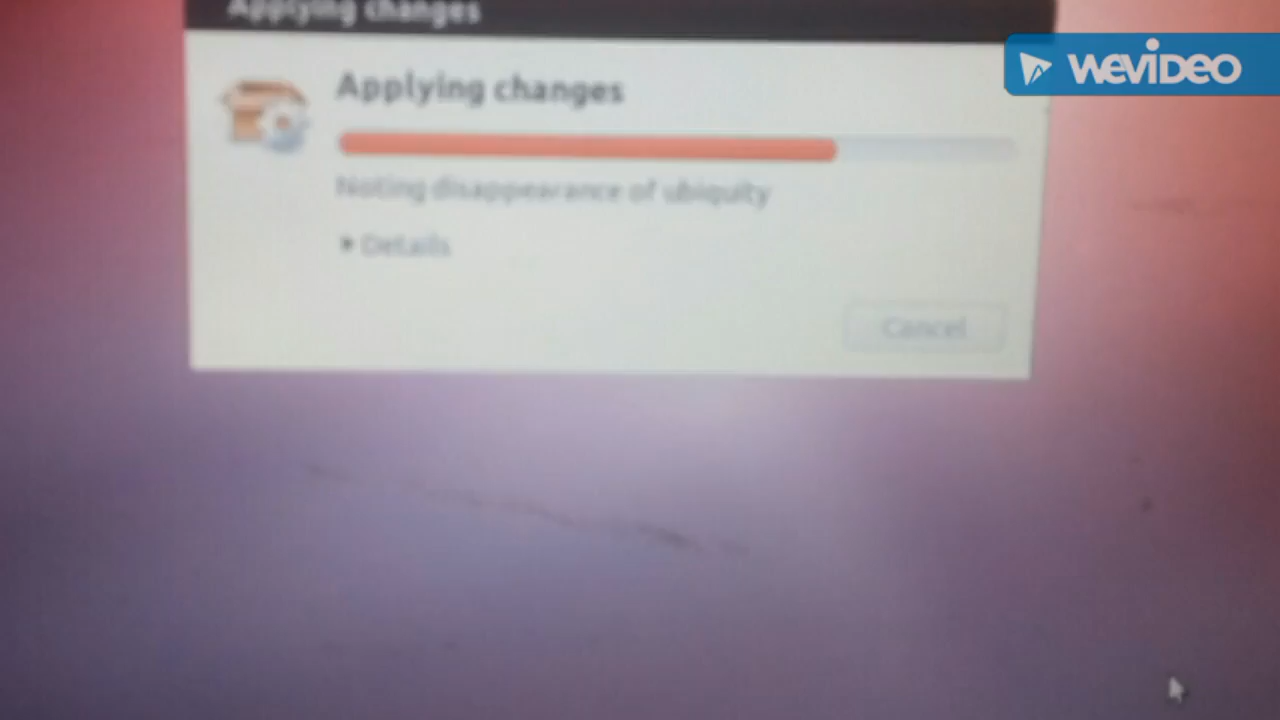 Applying changes
WEVIDEO
Applying changes
Noting disappearance of ubiquity
Details
Cancel